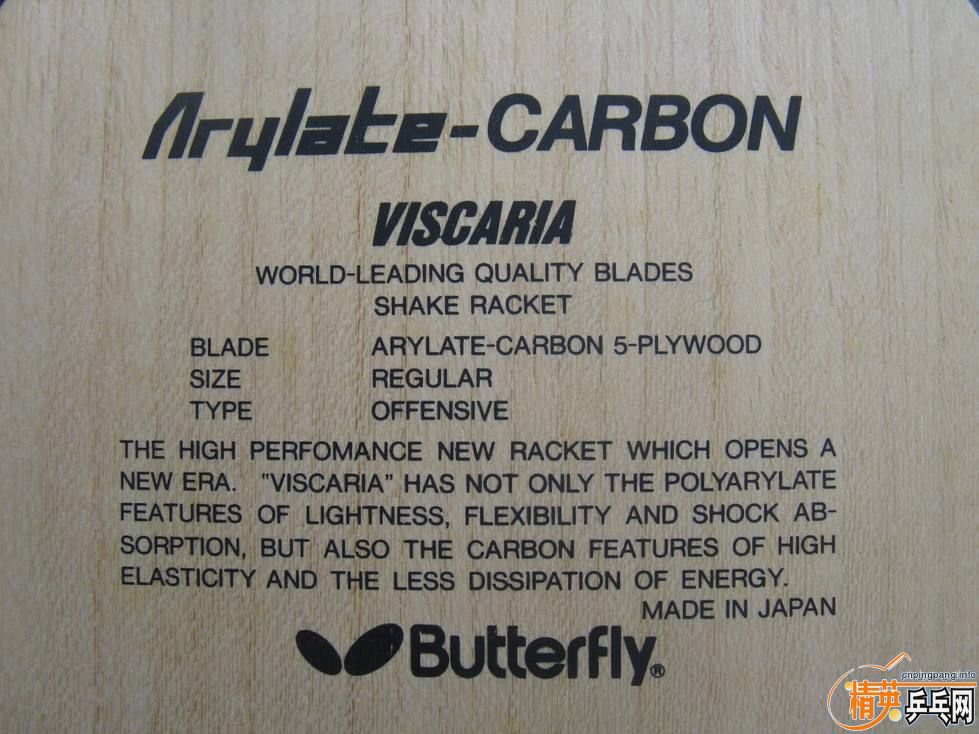 Arylate-CARBON
VISCARIA
WORLD-LEADING QUALITY BLADES
SHAKE RACKET
BLADE ARYLATE-CARBON 5-PLYWOOD
SIZE REGULAR
TYPE OFFENSIVE
THE HIGH PERFOMANCE NEW RACKET WHICH OPENS A
NEW ERA. "VISCARIA" HAS NOT ONLY THE POLYARYLATE
FEATURES OF LIGHTNESS, FLEXIBILITY AND SHOCK AB-
SORPTION, BUT ALSO THE CARBON FEATURES OF HIGH
ELASTICITY AND THE LESS DISSIPATION OF ENERGY.
MADE IN JAPAN
Butterfly®
cnpingpang.info
精英乒乓网